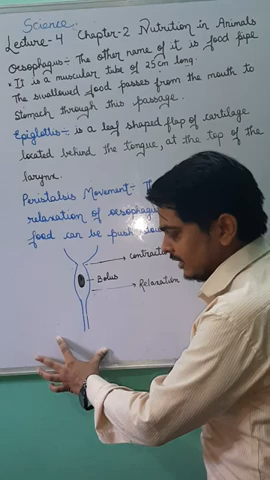 Science
Lecture-4 Chapter-2 Nutrition in Animals
Oesophagus:- The other name of it is food pipe
* It is a muscular tube of 25cm long.
The swallowed food passes from the mouth to
stomach through this passage.
Epiglottis:- is a leaf shaped flap of cartilage
located behind the tongue, at the top of the
larynx.
Peristalsis Movement:- Th
relaxation of oesophagu
food can be push
Contraction
Bolus
Relaxation